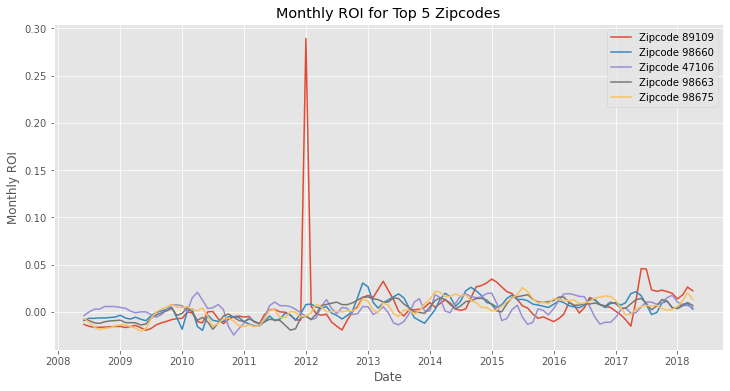 Monthly ROI for Top 5 Zipcodes
Zipcode 89109
Zipcode 98660
Zipcode 47106
Zipcode 98663
Zipcode 98675
Monthly ROI
0.30
0.25
0.20
0.15
0.10
0.05
0.00
2008 2009 2010 2011 2012 2013 2014 2015 2016 2017 2018
Date